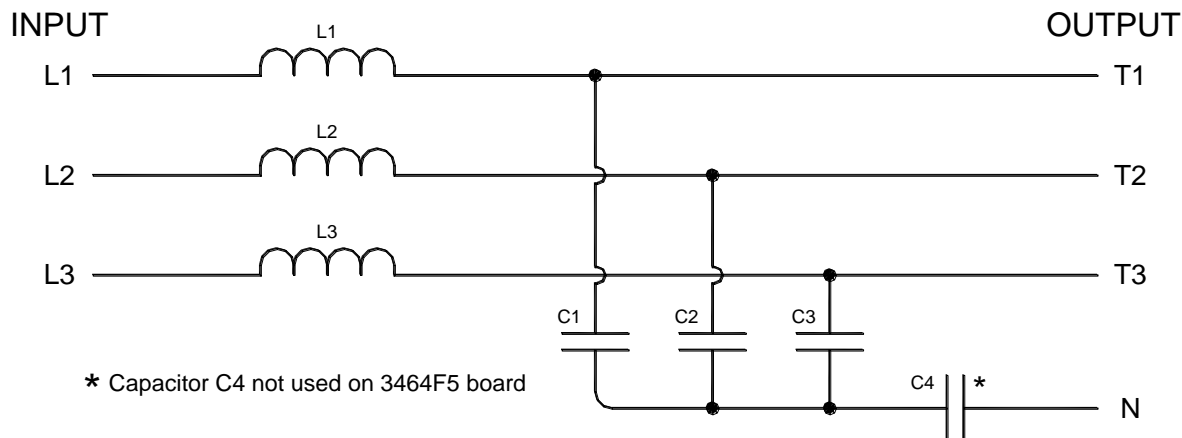 INPUT
OUTPUT
L1
L1
T1
L2
L2
T2
L3
L3
T3
C1
C2
C3
* Capacitor C4 not used on 3464F5 board
C4
*
N